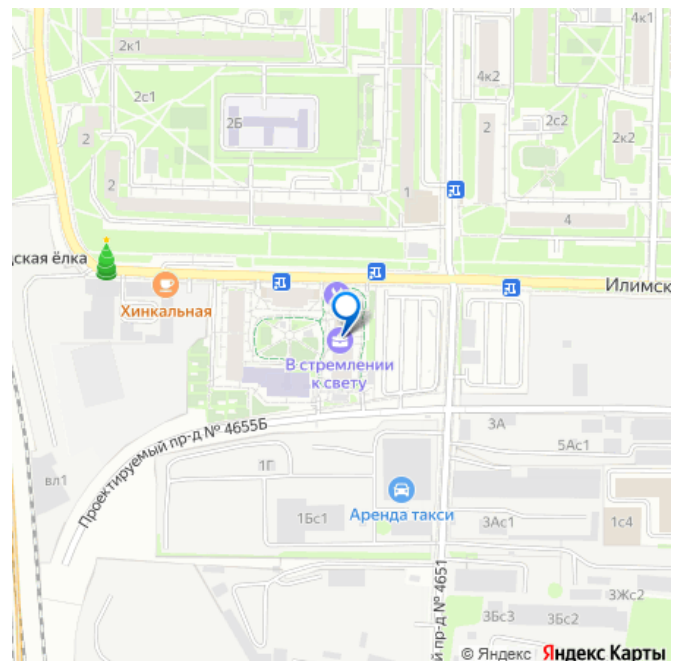 2к1
4к1
4к2
2с1
2Б
2
2
2с2
2к2
2
1
4
дская ёлка
Илимск
Хинкальная
В стремлении
к свету
Проектируемый пр-д № 4655Б
3А
5Ас1
1Г
вл1
Аренда такси
1Бс1
3Ас1
1с4
й пр-д № 4651
3Жс2
3Бс3
3Бс2
© Яндекс Яндекс Карты